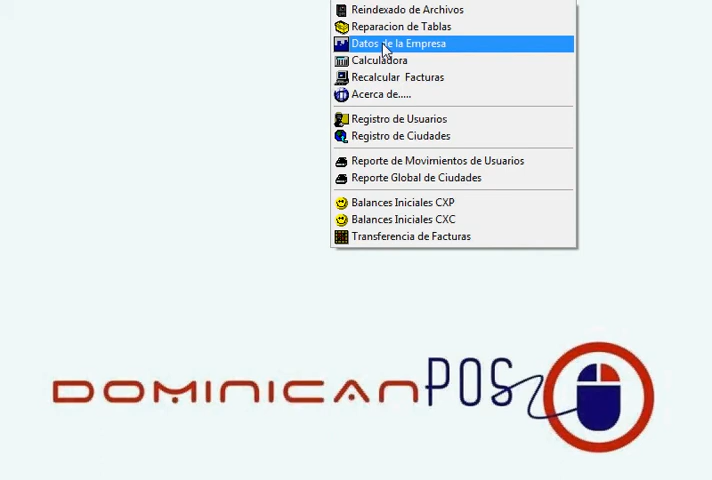 Reindexado de Archivos
Reparacion de Tablas
Datos de la Empresa
Calculadora
Recalcular  Facturas
Acerca de.....
Registro de Usuarios
Registro de Ciudades
Reporte de Movimientos de Usuarios
Reporte Global de Ciudades
Balances Iniciales CXP
Balances Iniciales CXC
Transferencia de Facturas
DOMINICANPOS